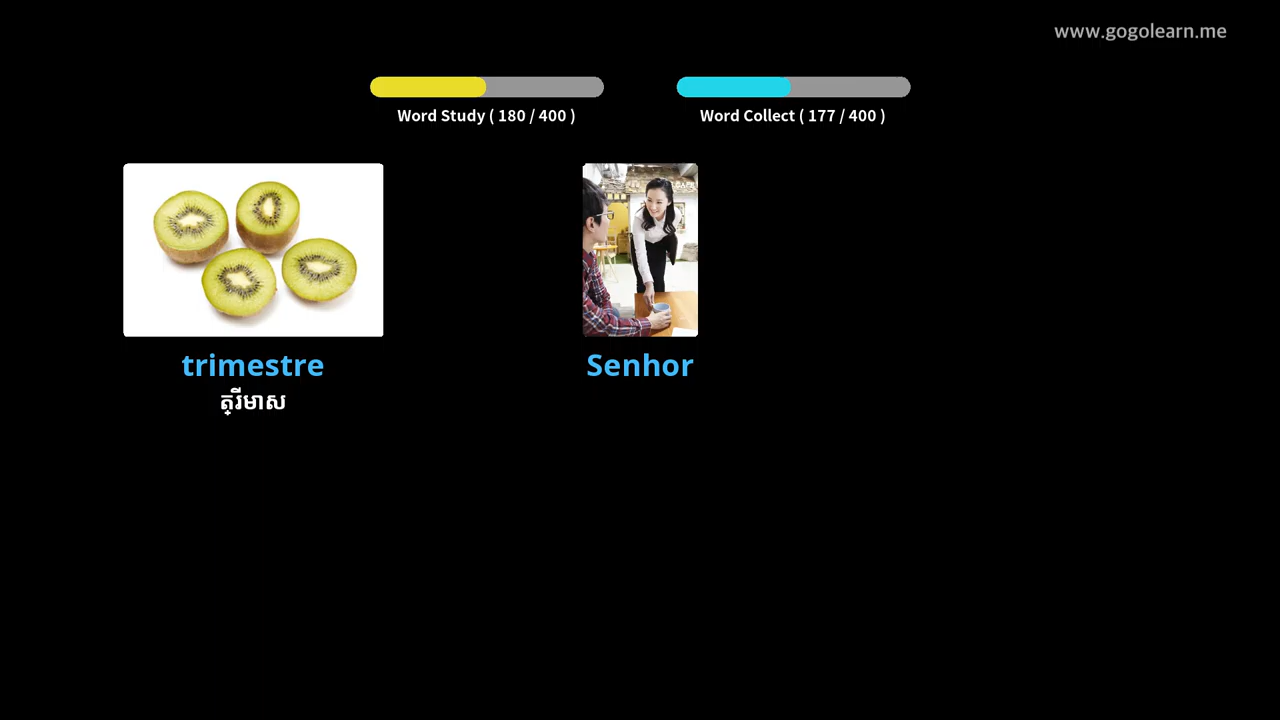 www.gogolearn.me
Word Study ( 180 / 400 )
Word Collect ( 177 / 400 )
trimestre
ត្រីមាស
Senhor